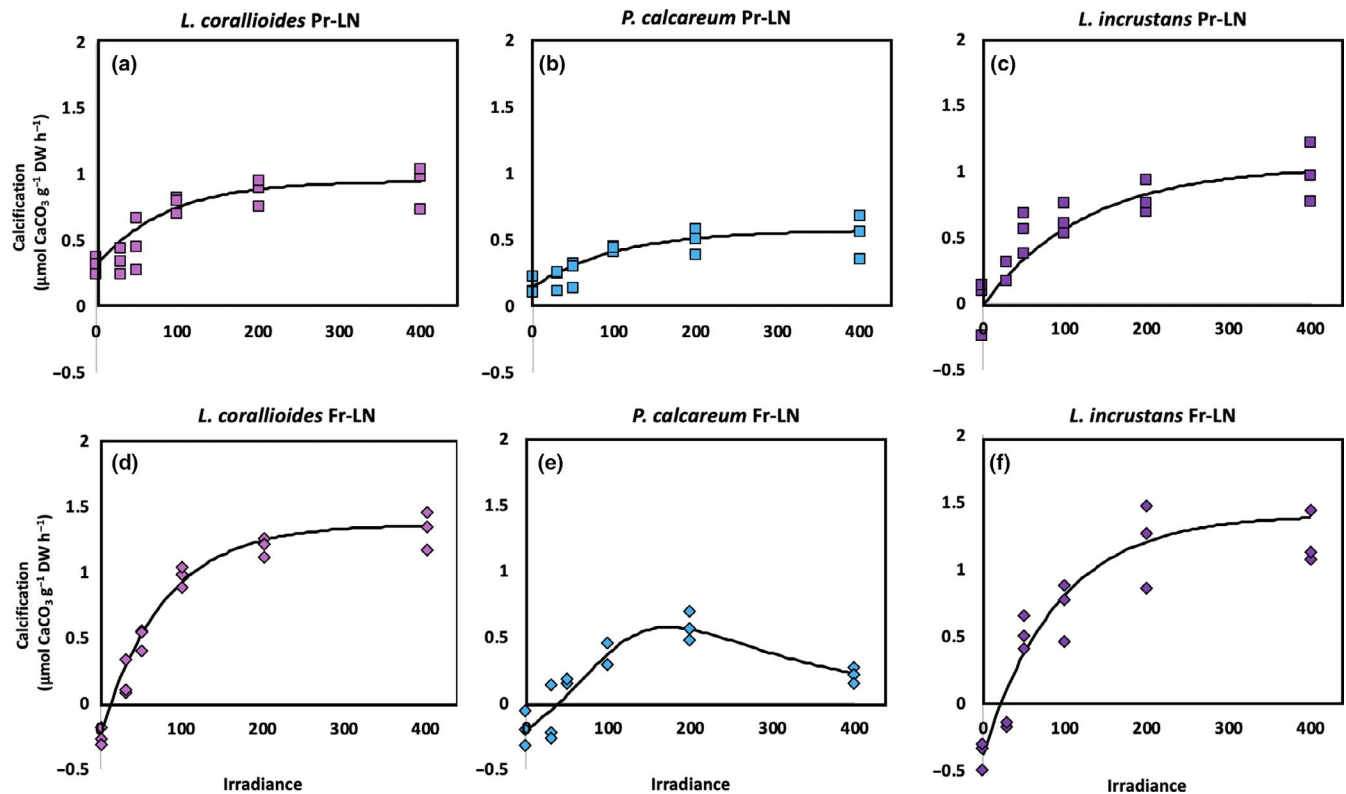 L. corallioides Pr-LN
(a)
Calcification
(µmol CaCO₃ g⁻¹ DW h⁻¹)
2
1.5
1
0.5
0
−0.5
0 100 200 300 400
P. calcareum Pr-LN
(b)
2
1.5
1
0.5
0
−0.5
0 100 200 300 400
L. incrustans Pr-LN
(c)
2
1.5
1
0.5
0
−0.5
0 100 200 300 400
L. corallioides Fr-LN
(d)
Calcification
(µmol CaCO₃ g⁻¹ DW h⁻¹)
2
1.5
1
0.5
0
−0.5
0 100 200 300 400
Irradiance
P. calcareum Fr-LN
(e)
2
1.5
1
0.5
0
−0.5
0 100 200 300 400
Irradiance
L. incrustans Fr-LN
(f)
2
1.5
1
0.5
0
−0.5
0 100 200 300 400
Irradiance